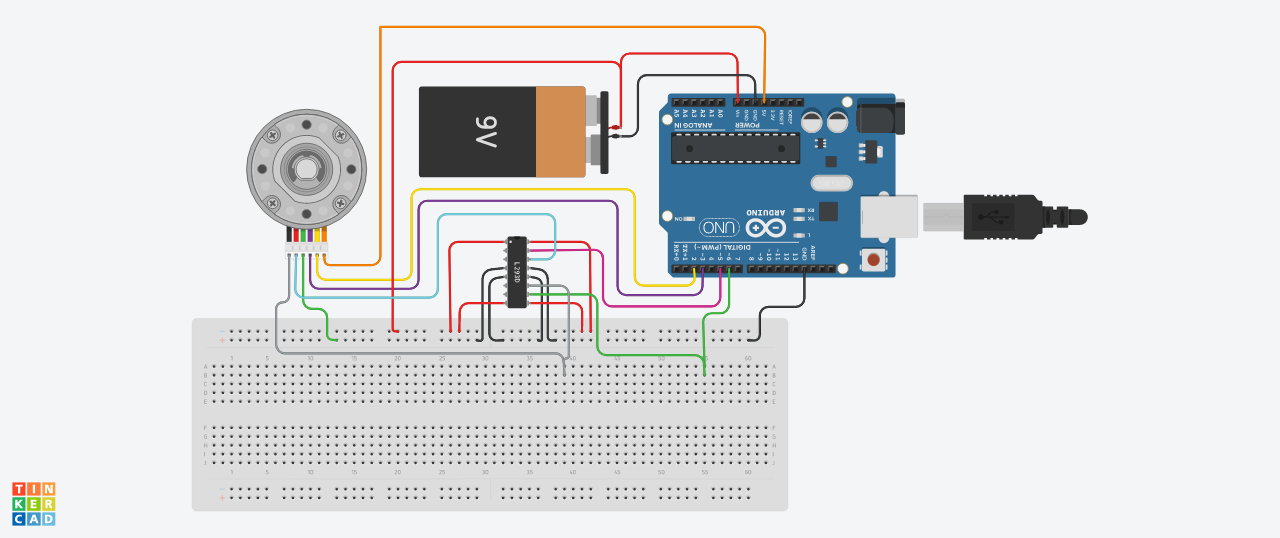 9V
A5 A4 A3 A2 A1 A0
Vin GND GND 5V 3.3V RESET IOREF
ANALOG IN
POWER
RX
TX
L
ON
UNO
ARDUINO
DIGITAL (PWM~)
RX←0 TX→1 2 ~3 4 ~5 ~6 7 8 ~9 ~10 ~11 12 13 GND AREF
L293D
-
+
1 5 10 15 20 25 30 35 40 45 50 55 60
A A
B B
C C
D D
E E
F F
G G
H H
I I
J J
1 5 10 15 20 25 30 35 40 45 50 55 60
-
+
TIN
KER
CAD